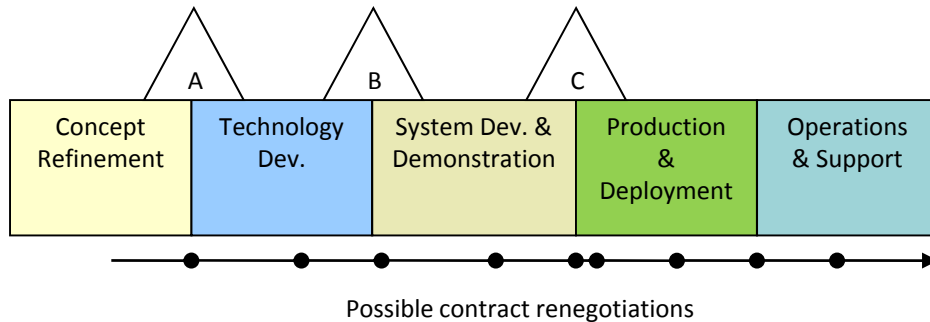 A
B
C
Concept
Refinement
Technology
Dev.
System Dev. &
Demonstration
Production
&
Deployment
Operations
& Support
Possible contract renegotiations